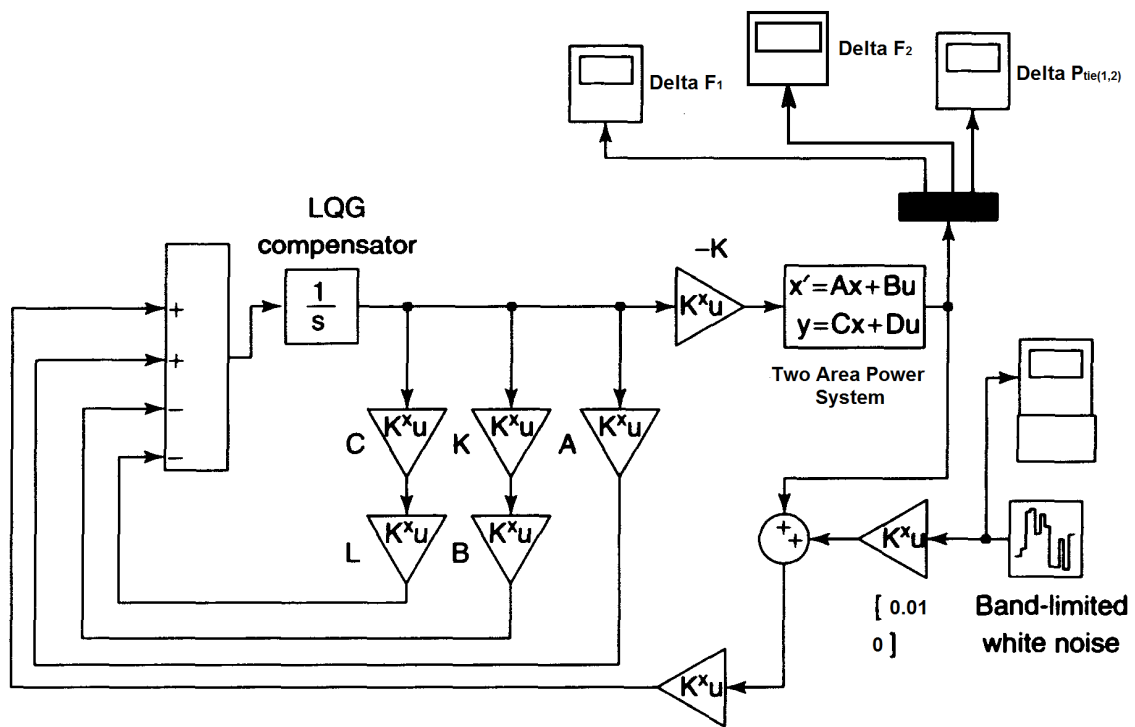 Delta F₁
Delta F₂
Delta Ptie(1,2)
LQG
compensator
1
s
-K
Kˣu
x′=Ax+Bu
y=Cx+Du
Two Area Power
System
+
+
−
−
C
Kˣu
K
Kˣu
A
Kˣu
L
Kˣu
B
Kˣu
+
+
Kˣu
[ 0.01
0 ]
Band-limited
white noise
Kˣu